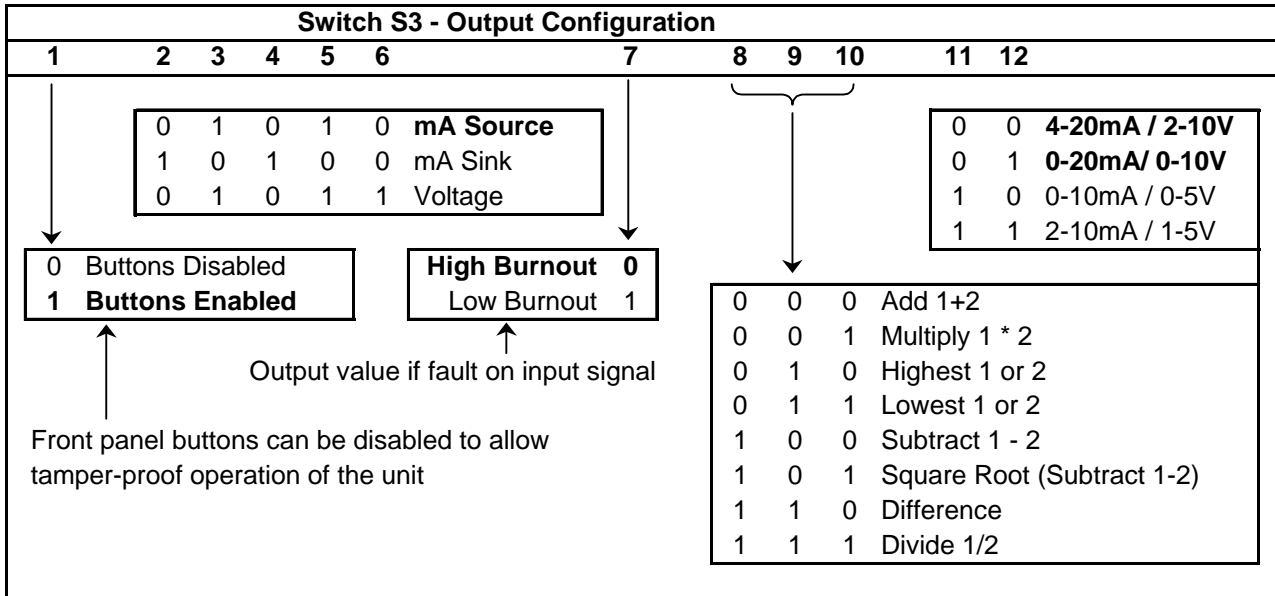 Switch S3 - Output Configuration
1 2 3 4 5 6 7 8 9 10 11 12
0 1 0 1 0 mA Source
1 0 1 0 0 mA Sink
0 1 0 1 1 Voltage
0 0 4-20mA / 2-10V
0 1 0-20mA/ 0-10V
1 0 0-10mA / 0-5V
1 1 2-10mA / 1-5V
0 Buttons Disabled
1 Buttons Enabled
High Burnout 0
Low Burnout 1
Output value if fault on input signal
Front panel buttons can be disabled to allow
tamper-proof operation of the unit
0 0 0 Add 1+2
0 0 1 Multiply 1 * 2
0 1 0 Highest 1 or 2
0 1 1 Lowest 1 or 2
1 0 0 Subtract 1 - 2
1 0 1 Square Root (Subtract 1-2)
1 1 0 Difference
1 1 1 Divide 1/2